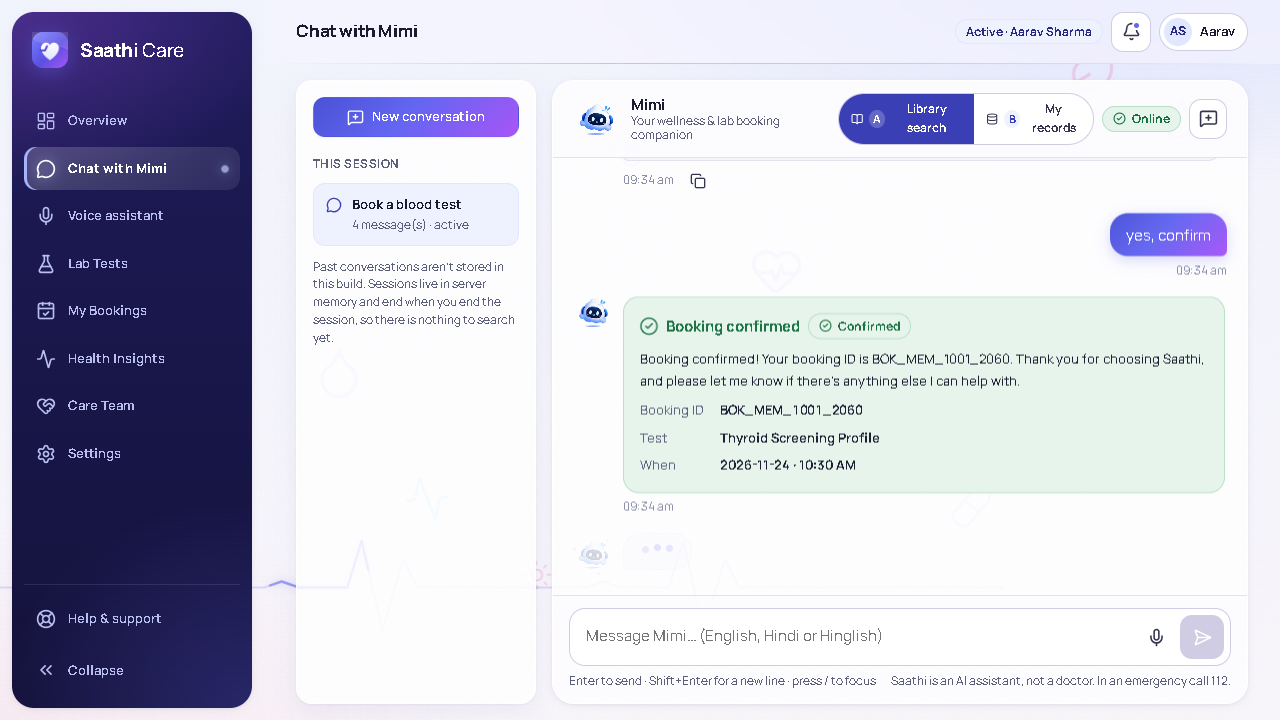 Saathi Care
Overview
Chat with Mimi
Voice assistant
Lab Tests
My Bookings
Health Insights
Care Team
Settings
Help & support
Collapse
Chat with Mimi
Active · Aarav Sharma
AS
Aarav
New conversation
THIS SESSION
Book a blood test
4 message(s) · active
Past conversations aren't stored in
this build. Sessions live in server
memory and end when you end the
session, so there is nothing to search
yet.
Mimi
Your wellness & lab booking
companion
A
Library
search
B
My
records
Online
09:34 am
yes, confirm
09:34 am
Booking confirmed
Confirmed
Booking confirmed! Your booking ID is BOK_MEM_1001_2060. Thank you for choosing Saathi,
and please let me know if there's anything else I can help with.
Booking ID BOK_MEM_1001_2060
Test Thyroid Screening Profile
When 2026-11-24 · 10:30 AM
09:34 am
Message Mimi... (English, Hindi or Hinglish)
Enter to send · Shift+Enter for a new line · press / to focus
Saathi is an AI assistant, not a doctor. In an emergency call 112.